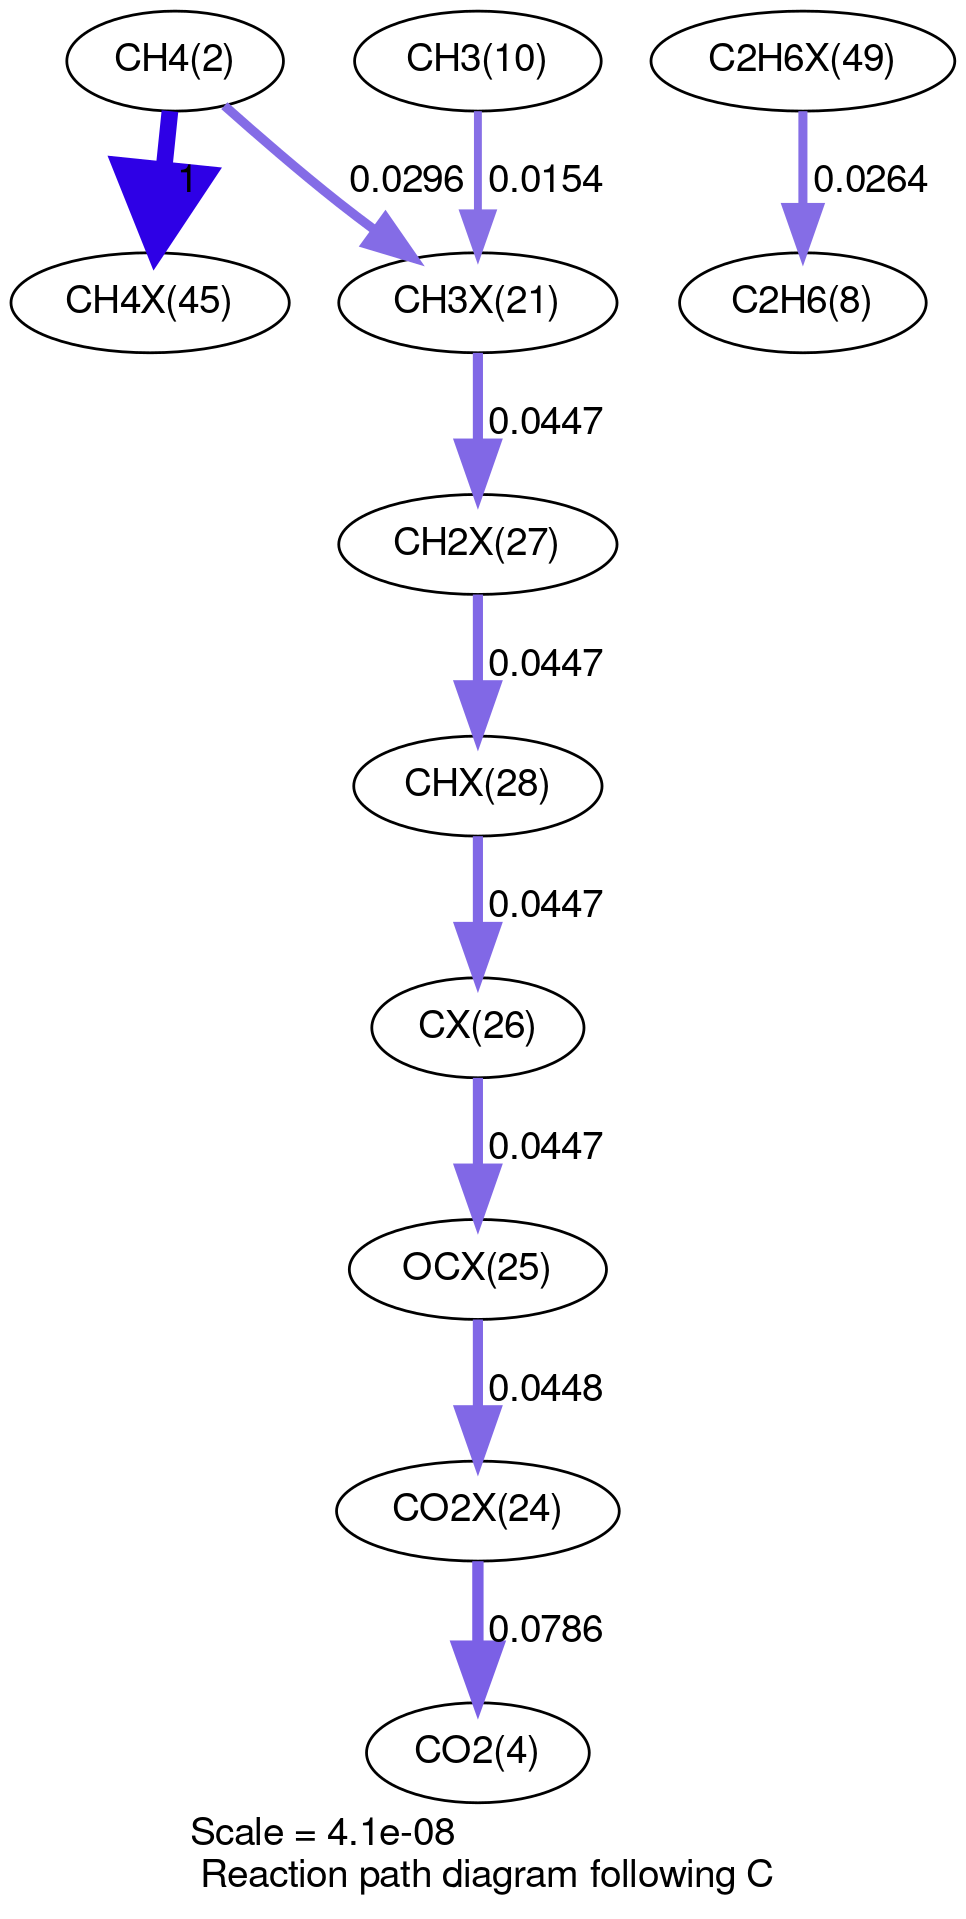 CH4(2)
CH3(10)
C2H6X(49)
1
0.0296
0.0154
0.0264
CH4X(45)
CH3X(21)
C2H6(8)
0.0447
CH2X(27)
0.0447
CHX(28)
0.0447
CX(26)
0.0447
OCX(25)
0.0448
CO2X(24)
0.0786
CO2(4)
Scale = 4.1e-08
Reaction path diagram following C